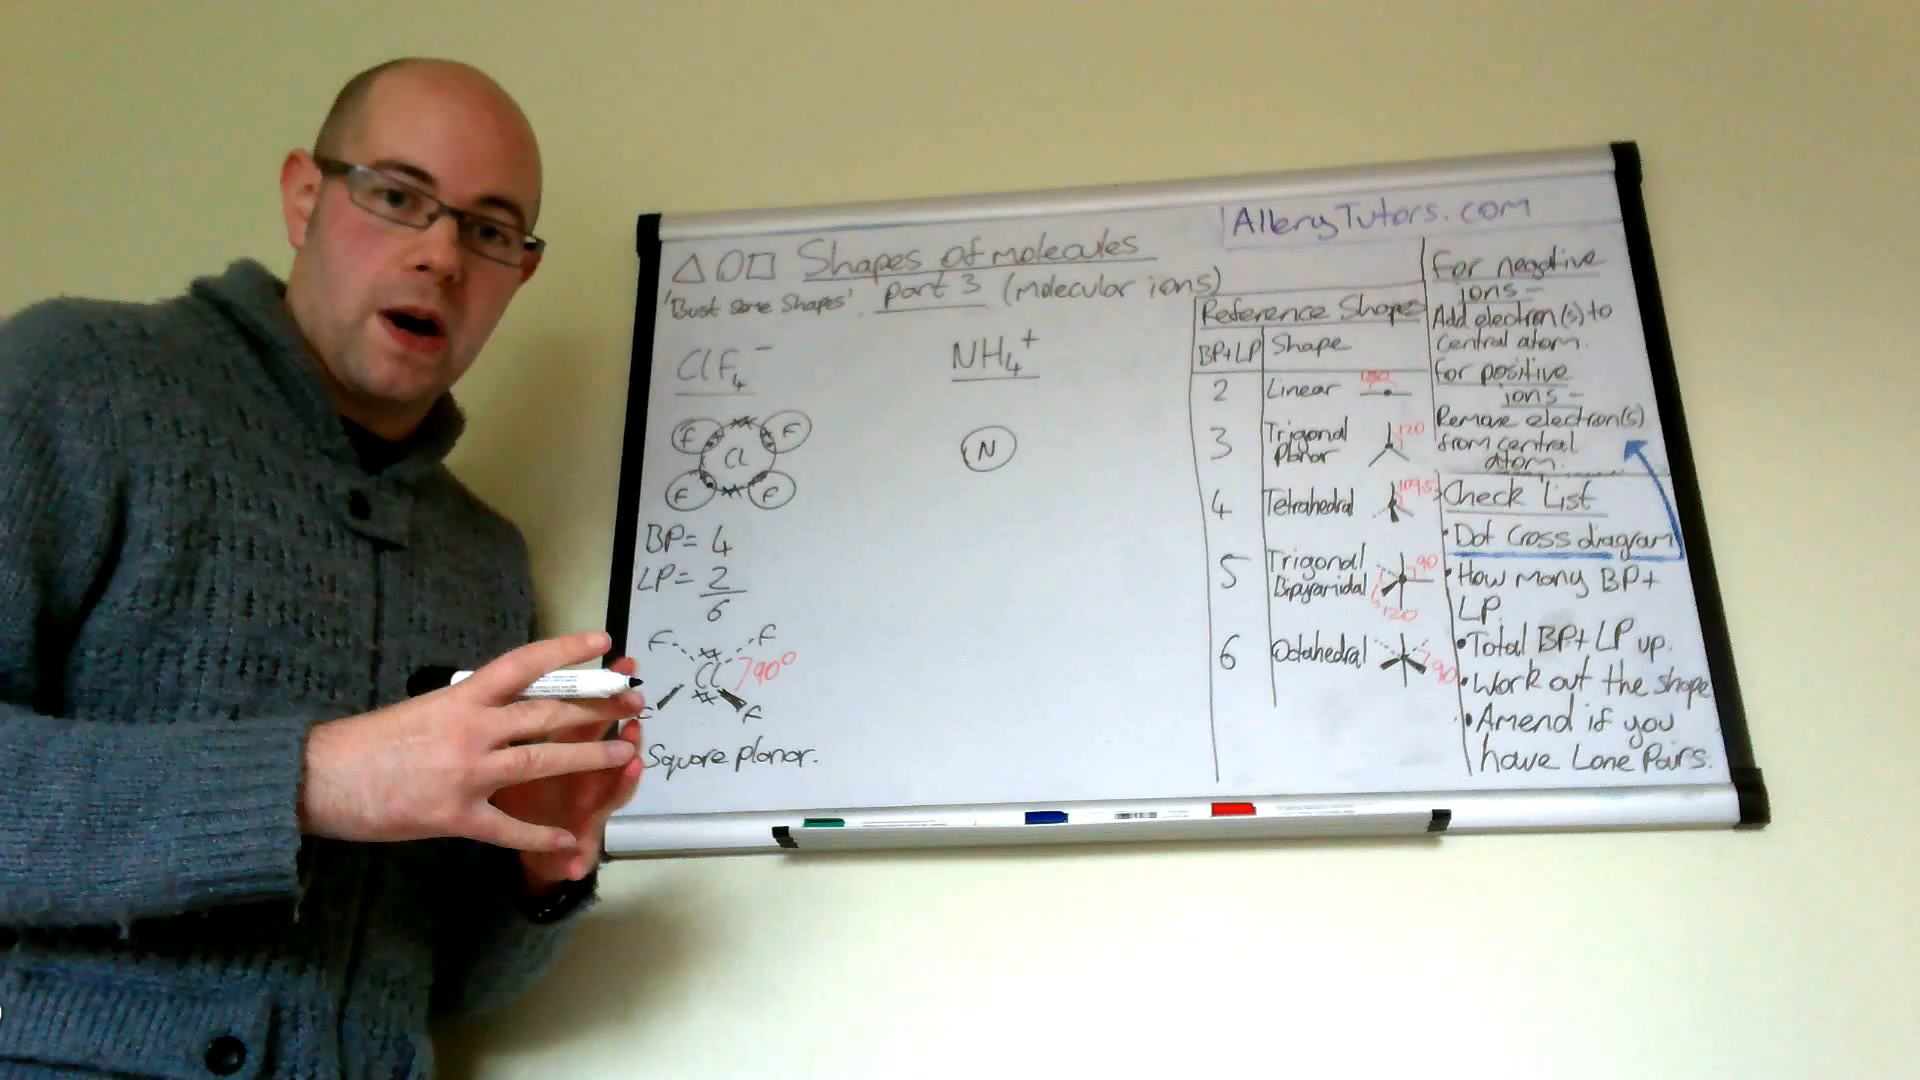 AlleryTutors.com
Shapes of molecules
'Bust some Shapes'. part 3 (molecular ions)
ClF4⁻
F F
Cl
F F
BP= 4
LP= 2
6
F F
Cl 90°
F F
Square planar.
NH4⁺
N
Reference Shapes
BP+LP Shape
2 Linear 180
3 Trigonal Planar 120
4 Tetrahedral 109.5
5 Trigonal Bipyramidal 90 120
6 Octahedral 90
For negative
ions-
Add electron(s) to
central atom.
For positive
ions-
Remove electron(s)
from central
atom.
Check List
• Dot Cross diagram
• How many BP+
LP.
• Total BP+LP up.
• Work out the shape
• Amend if you
have Lone Pairs.